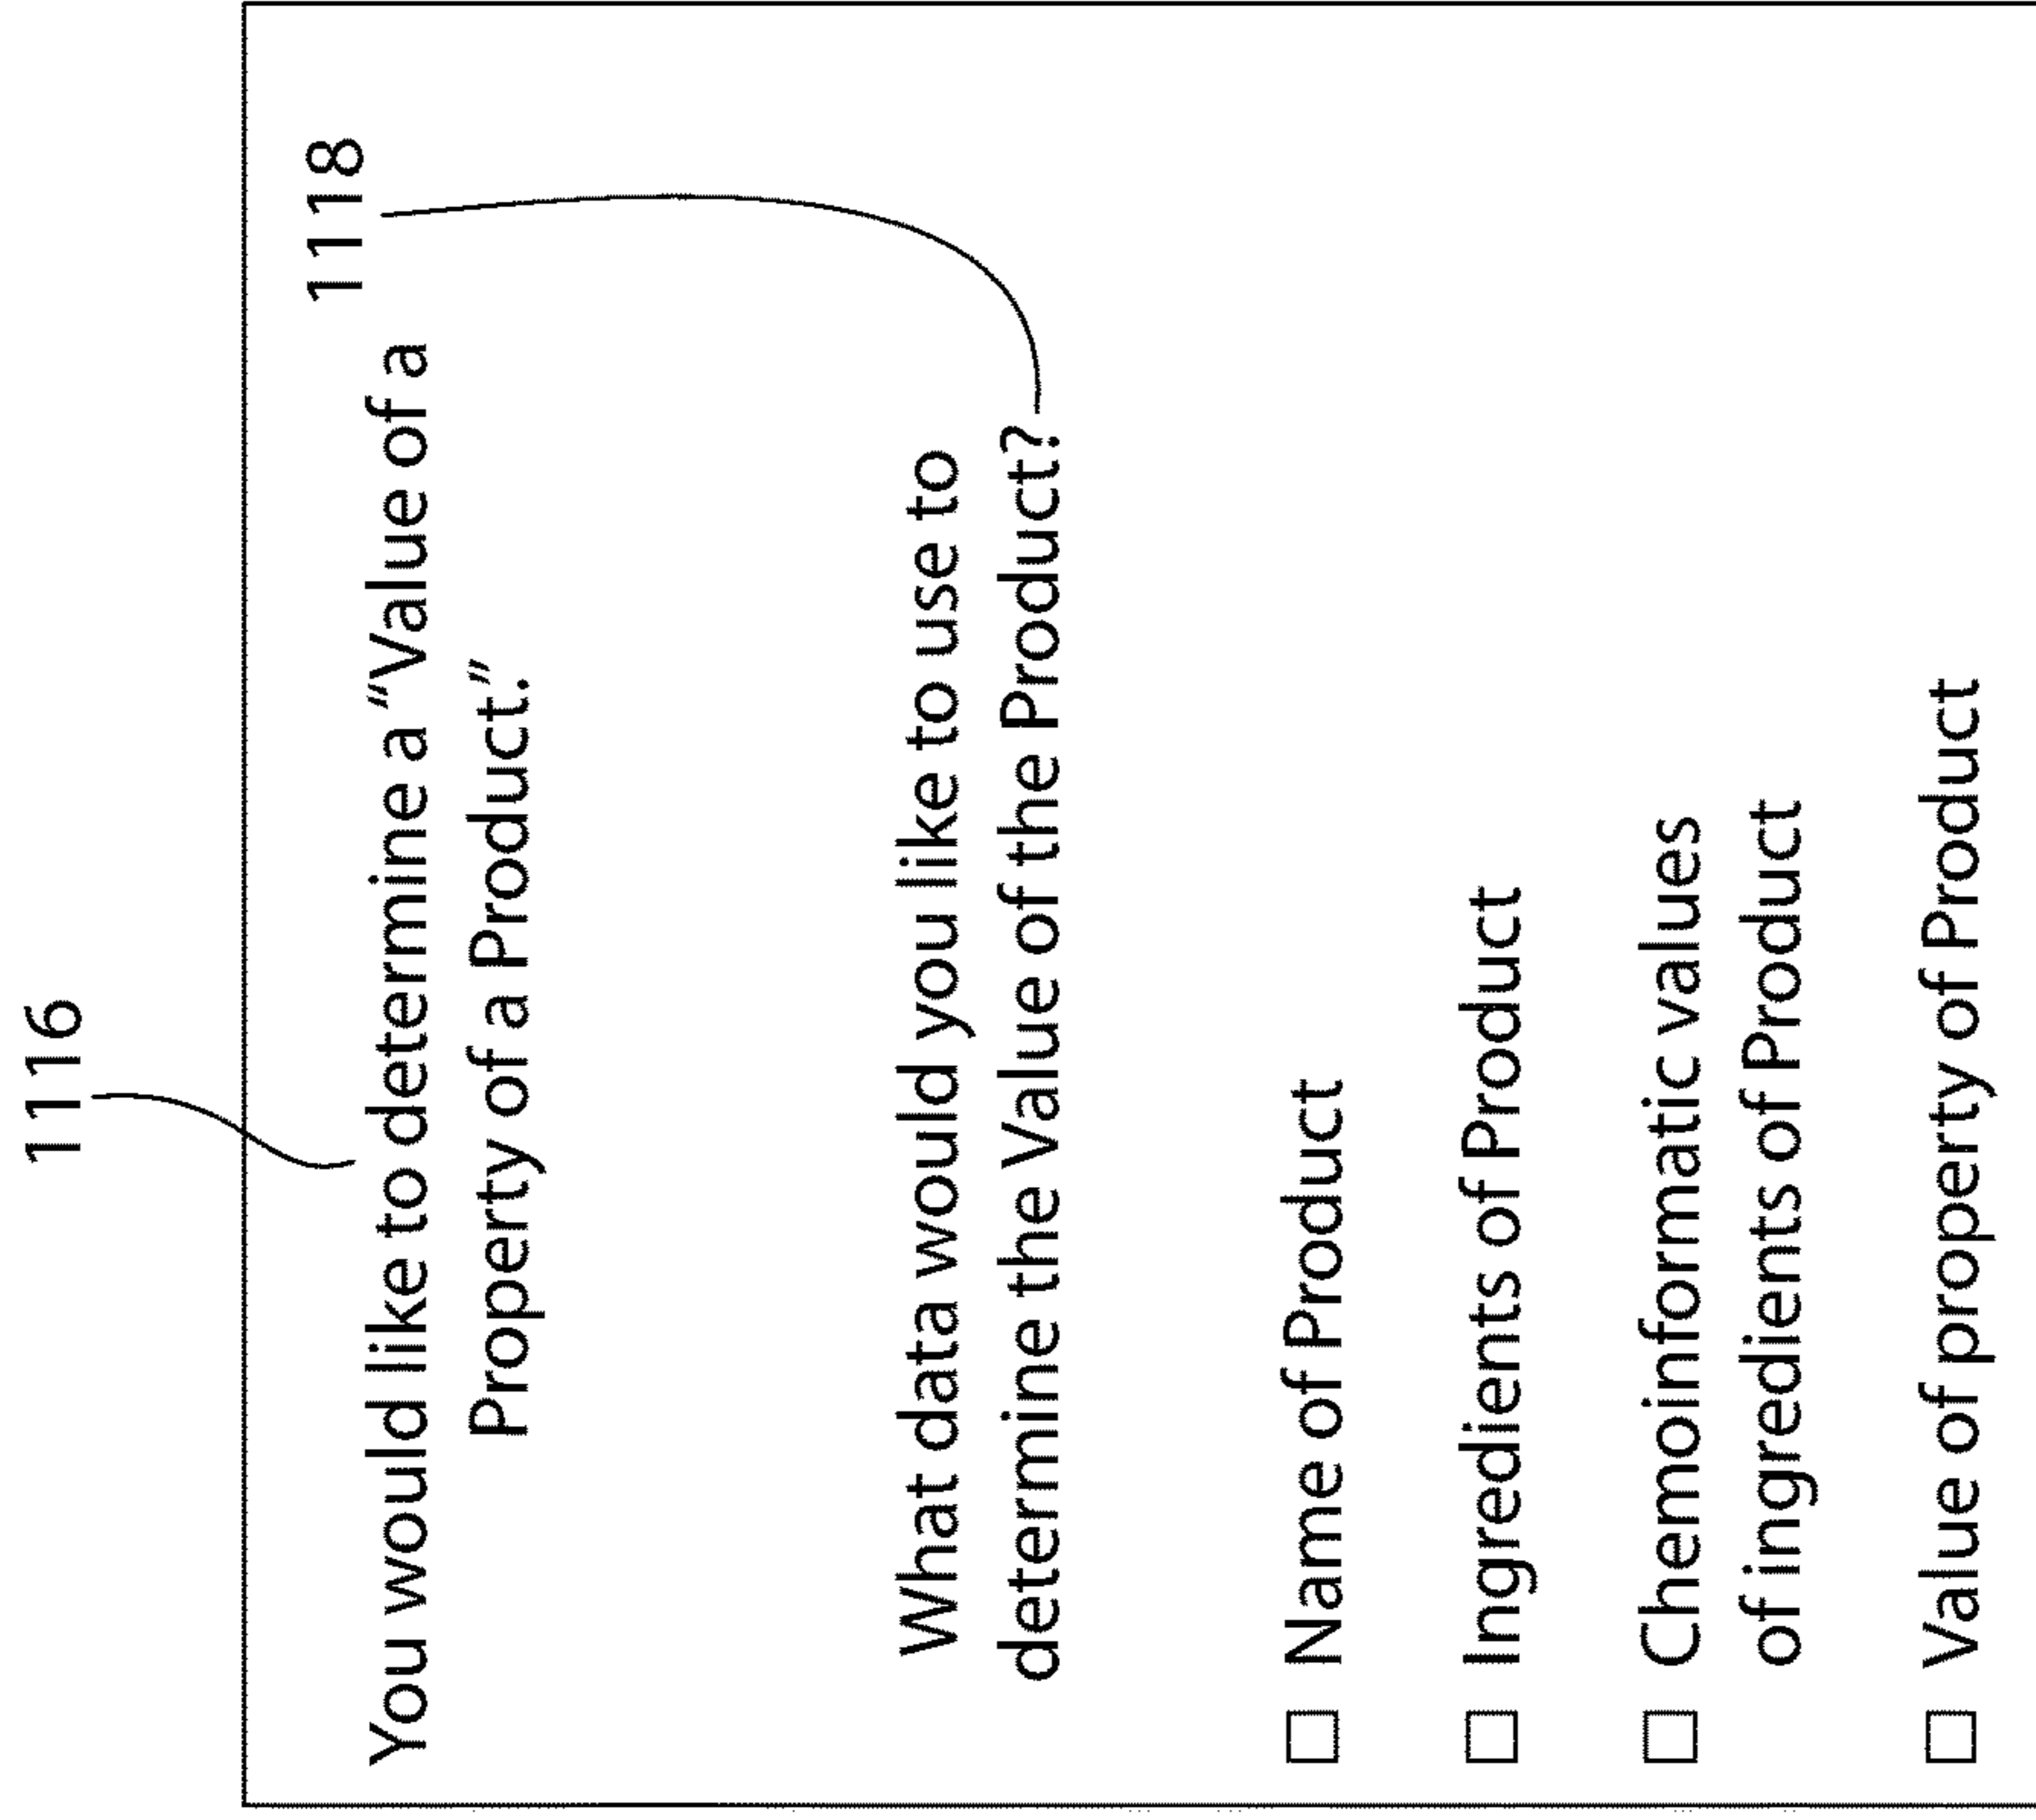 1116
1118
You would like to determine a "Value of a
Property of a Product."
What data would you like to use to
determine the Value of the Product?
Name of Product
Ingredients of Product
Chemoinformatic values
of ingredients of Product
Value of property of Product